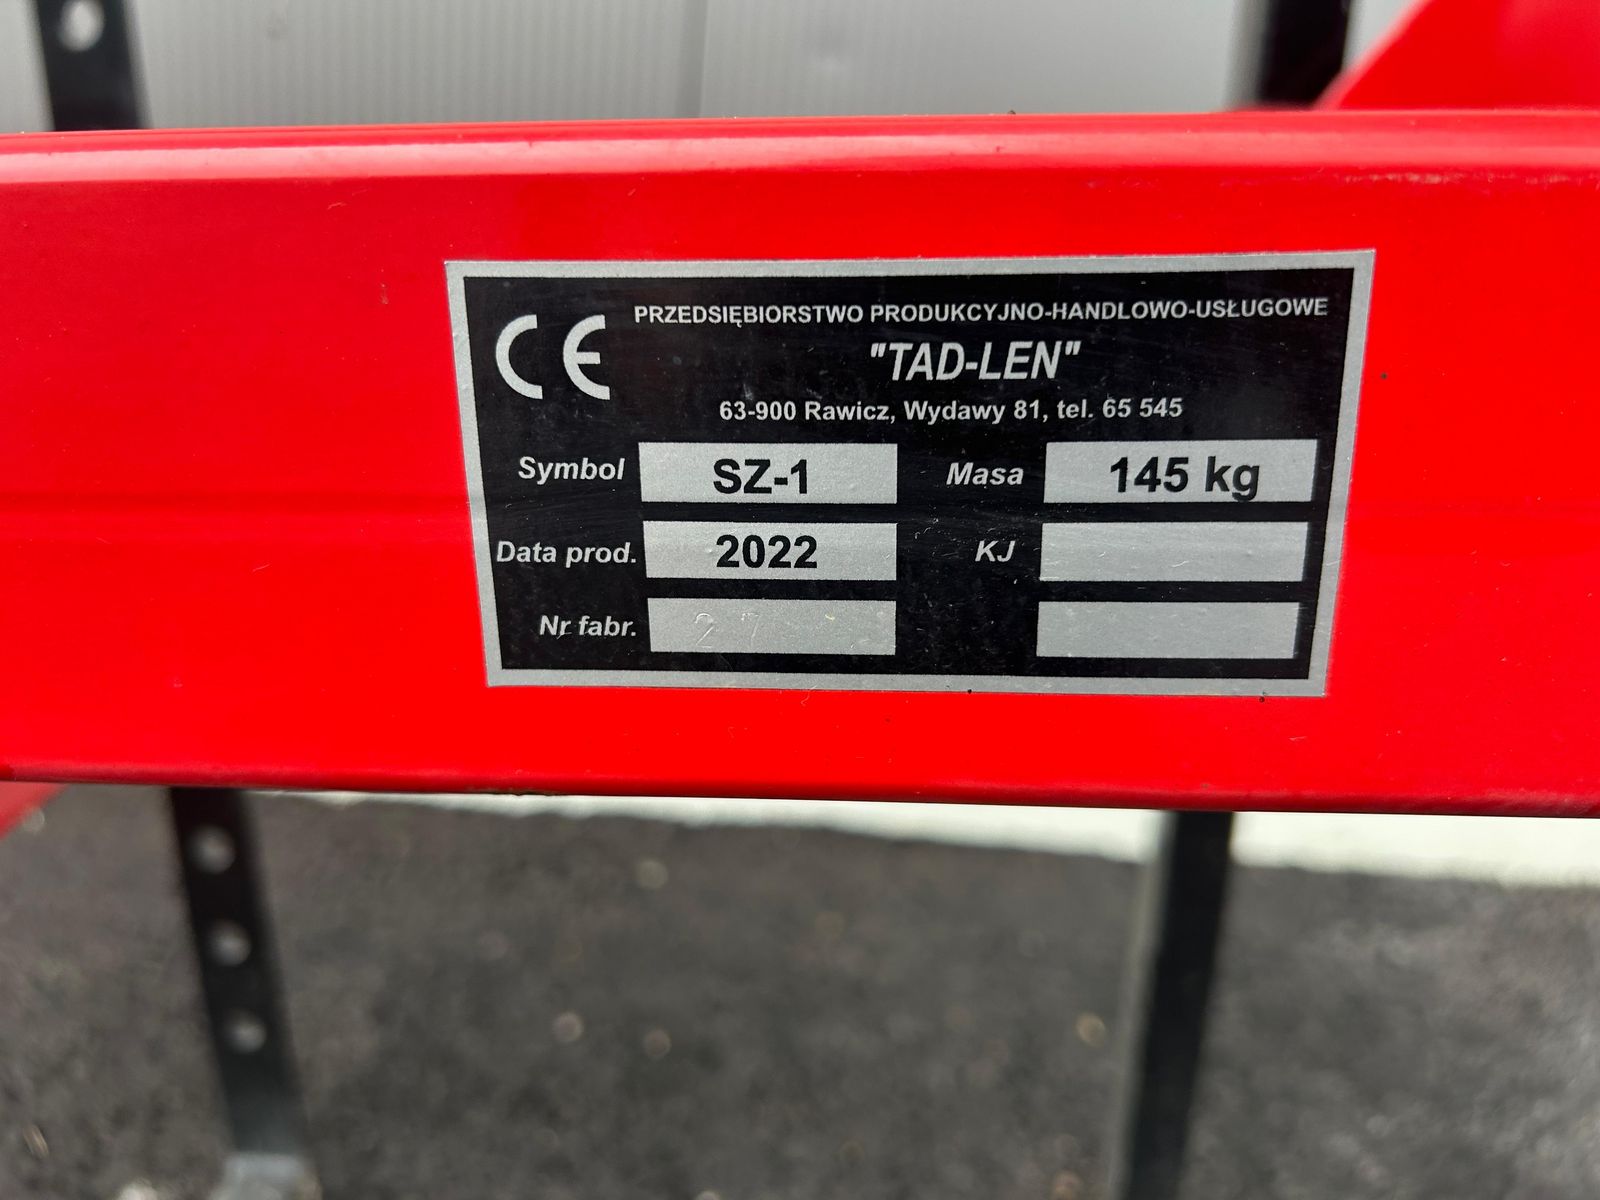 CE
PRZEDSIĘBIORSTWO PRODUKCYJNO-HANDLOWO-USŁUGOWE
"TAD-LEN"
63-900 Rawicz, Wydawy 81, tel. 65 545
Symbol SZ-1 Masa 145 kg
Data prod. 2022 KJ
Nr fabr. 27